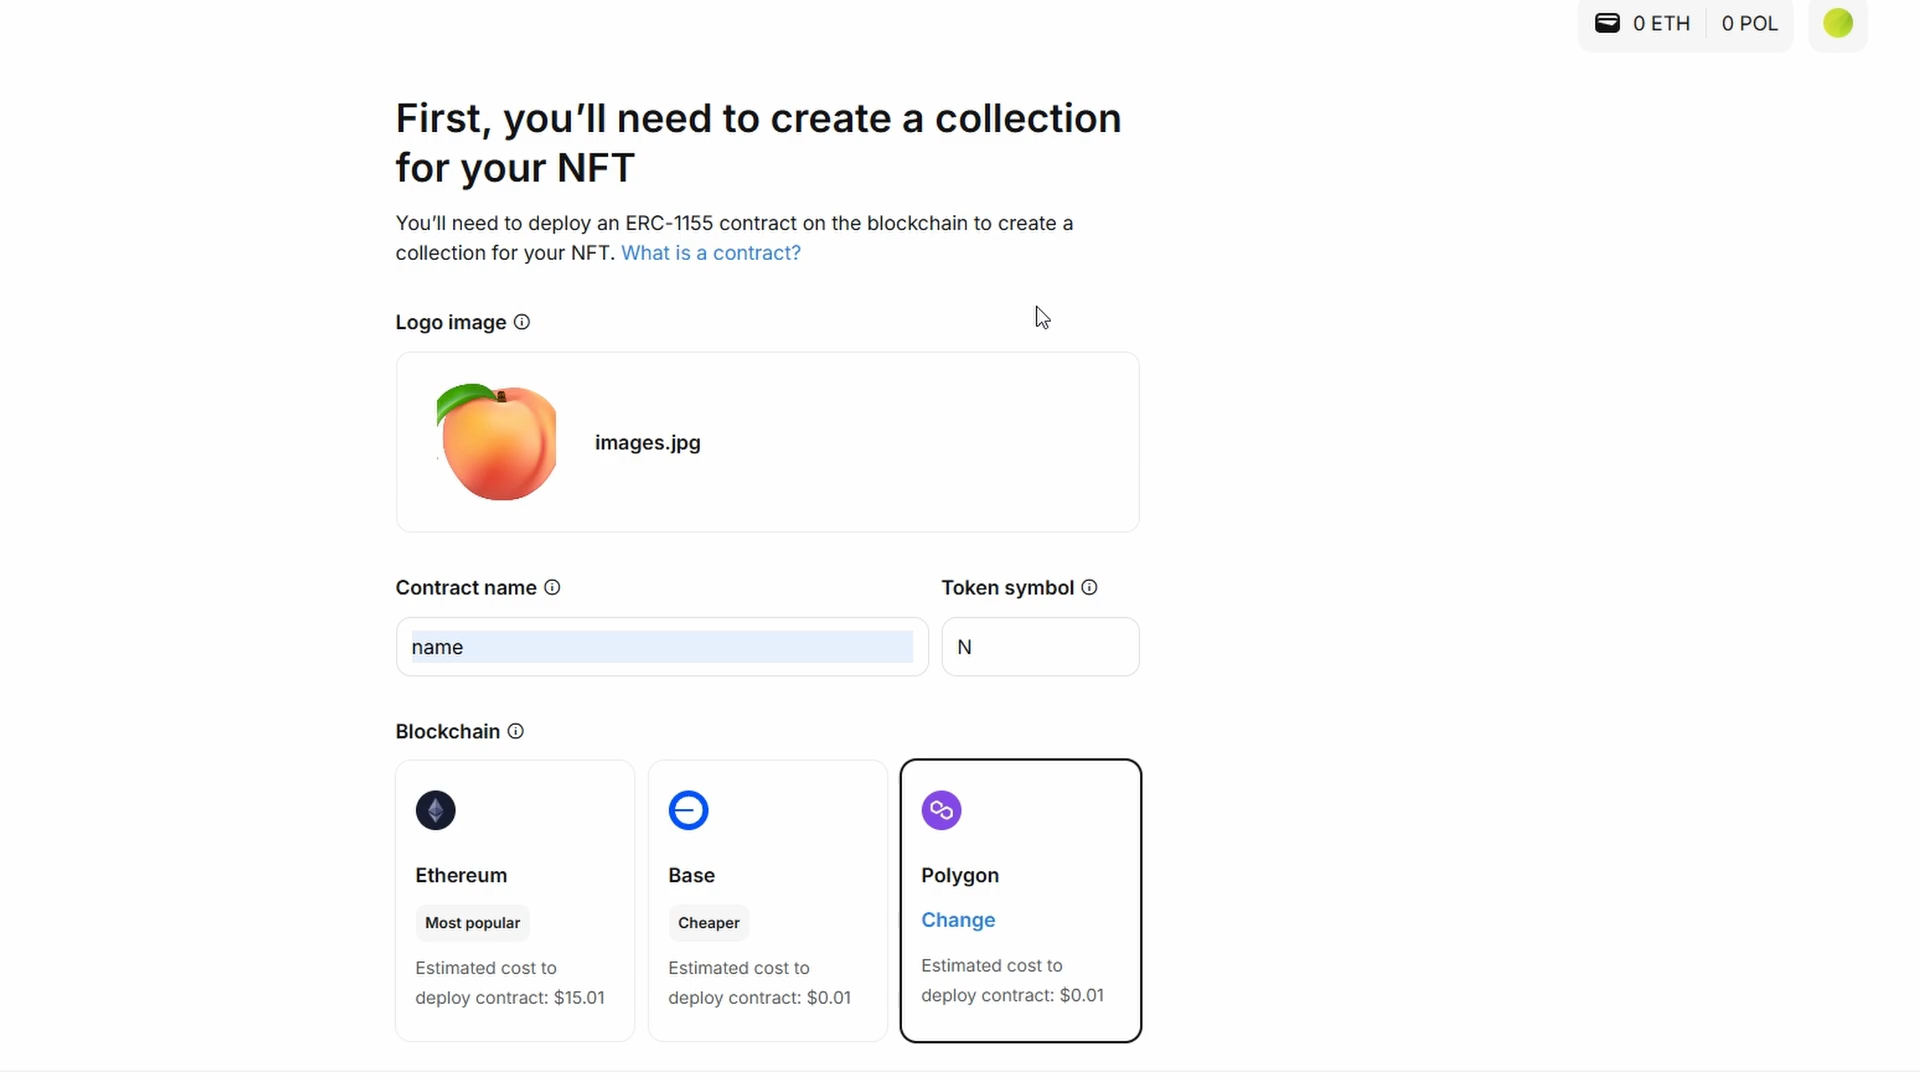 0 ETH 0 POL
First, you’ll need to create a collection
for your NFT
You’ll need to deploy an ERC-1155 contract on the blockchain to create a
collection for your NFT. What is a contract?
Logo image
images.jpg
Contract name Token symbol
name N
Blockchain
Ethereum Base Polygon
Most popular Cheaper Change
Estimated cost to Estimated cost to Estimated cost to
deploy contract: $15.01 deploy contract: $0.01 deploy contract: $0.01